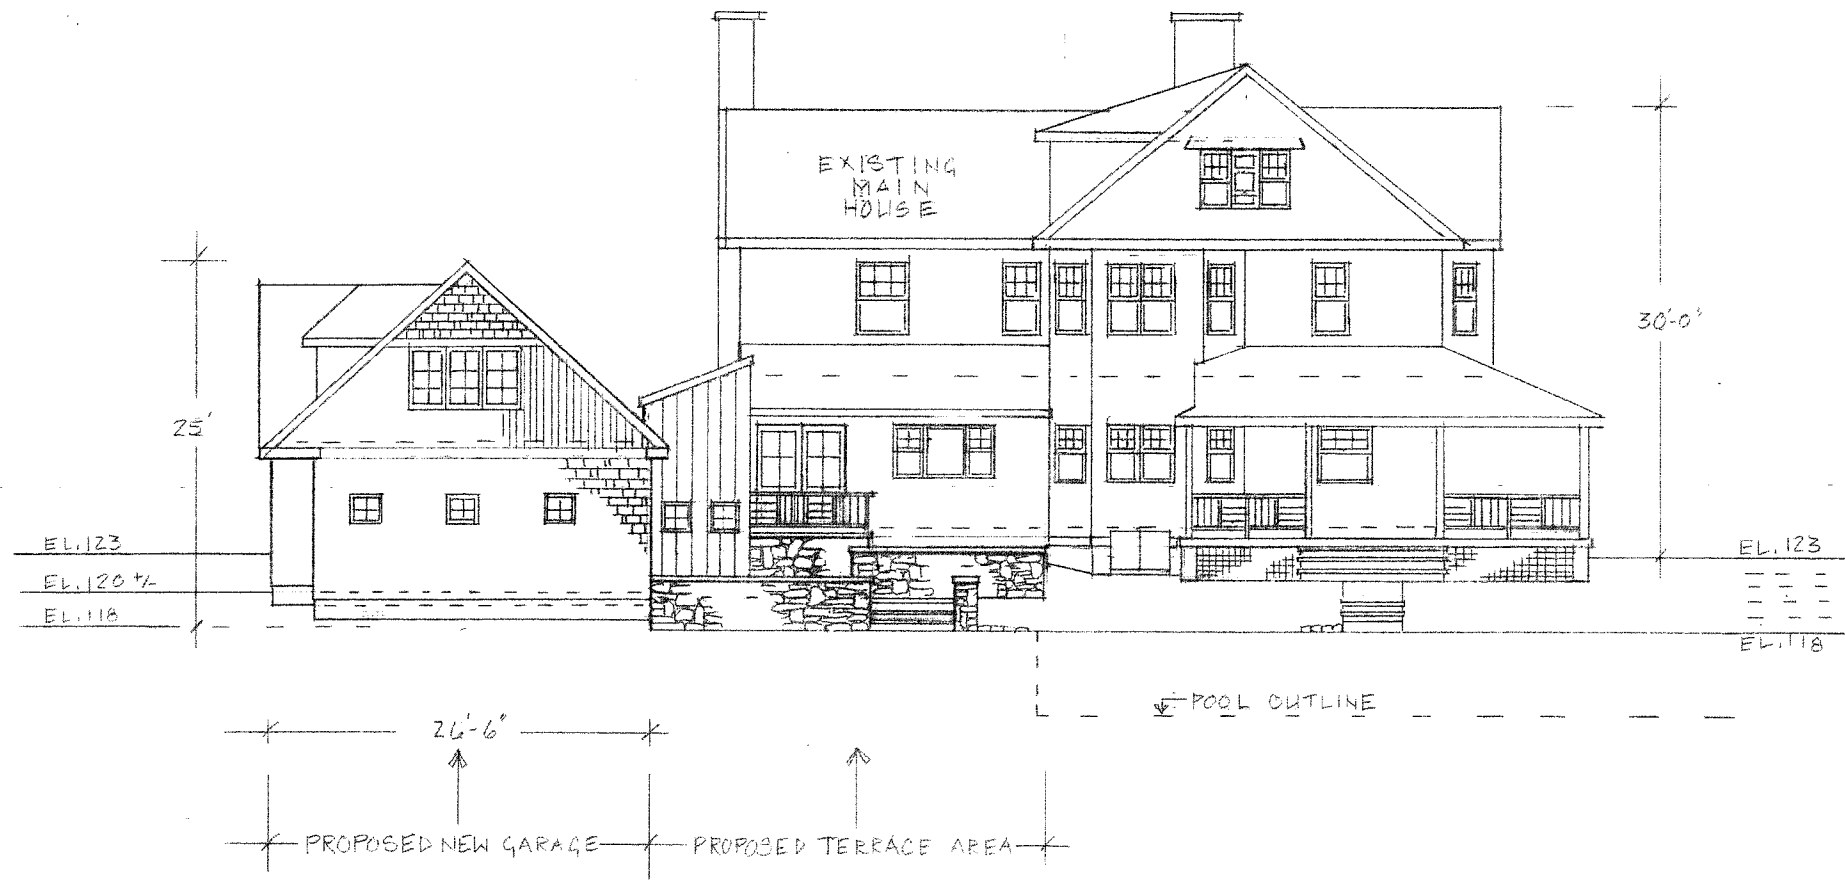 EXISTING
MAIN
HOUSE
30'-0"
25'
EL.123
EL.120 +/-
EL.118
EL.123
EL.118
POOL OUTLINE
26'-6"
PROPOSED NEW GARAGE
PROPOSED TERRACE AREA